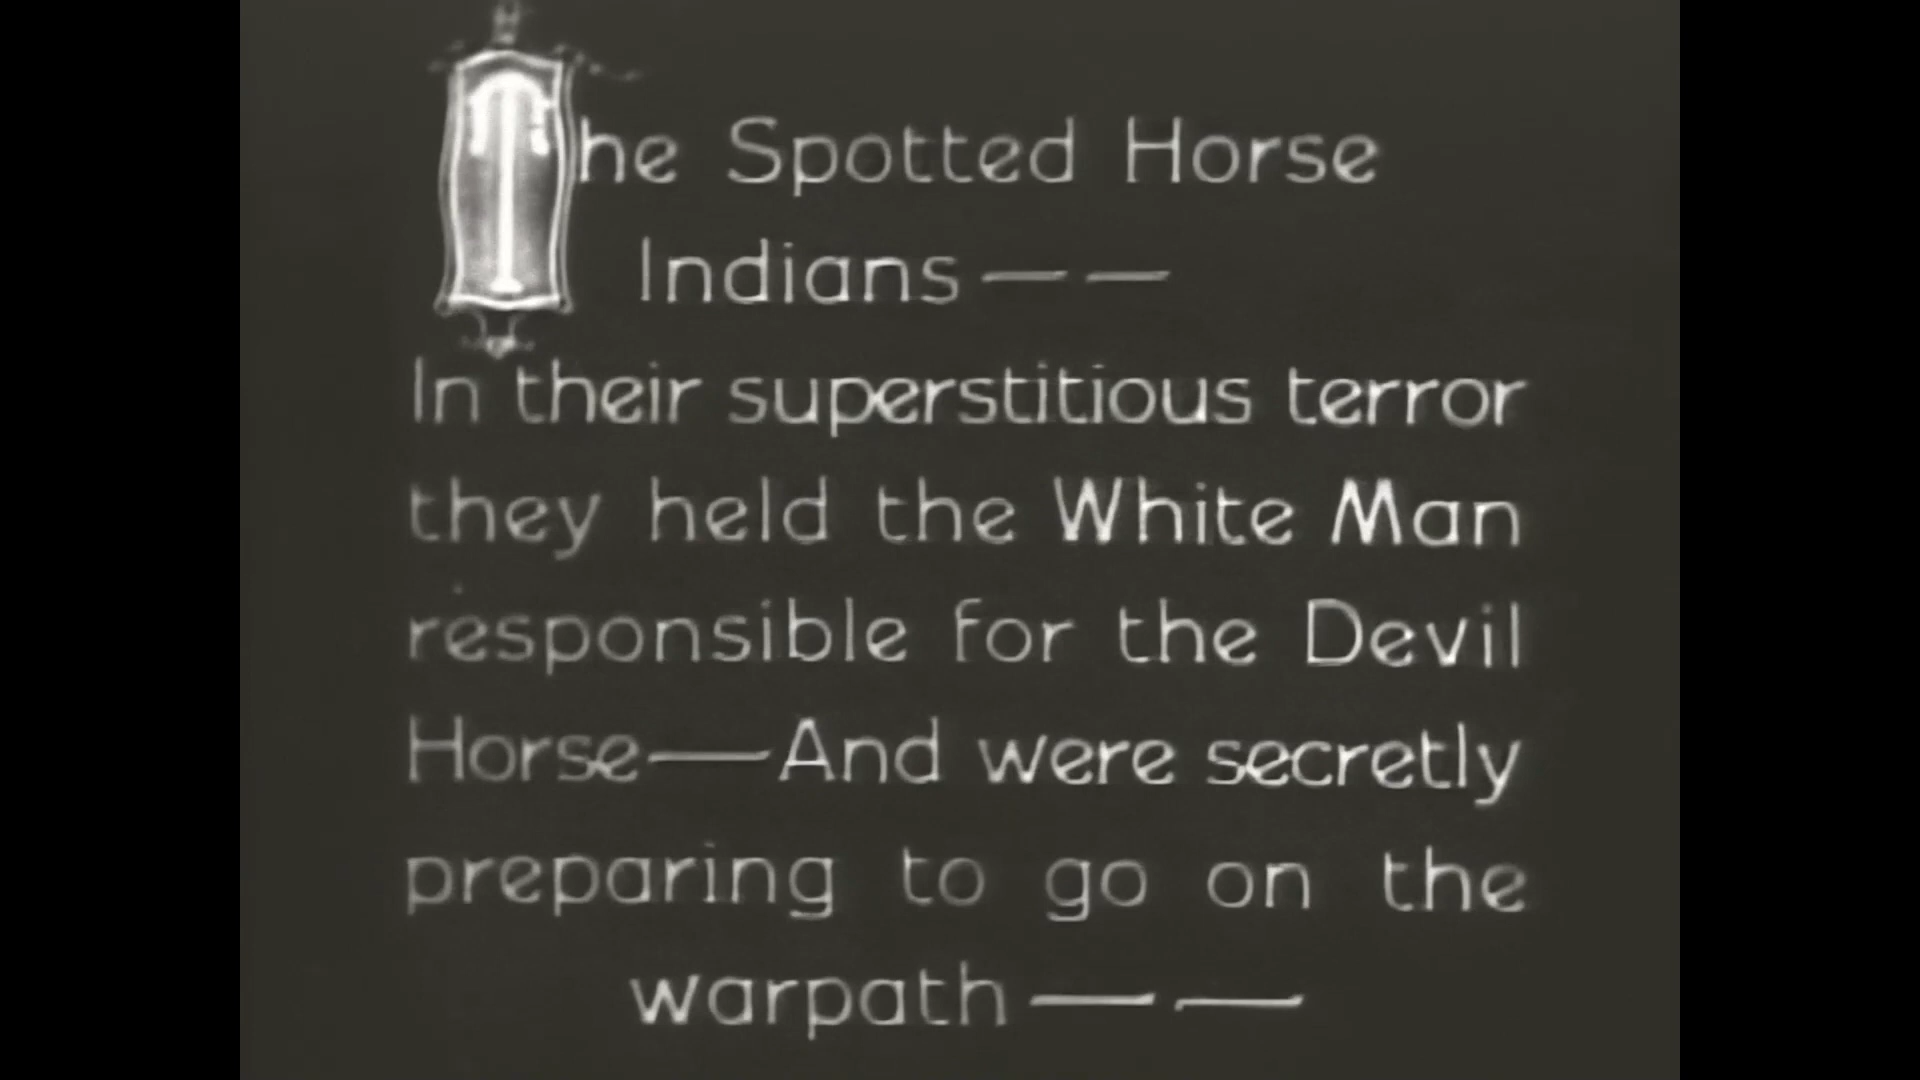 The Spotted Horse
Indians — —
In their superstitious terror
they held the White Man
responsible for the Devil
Horse—And were secretly
preparing to go on the
warpath — —